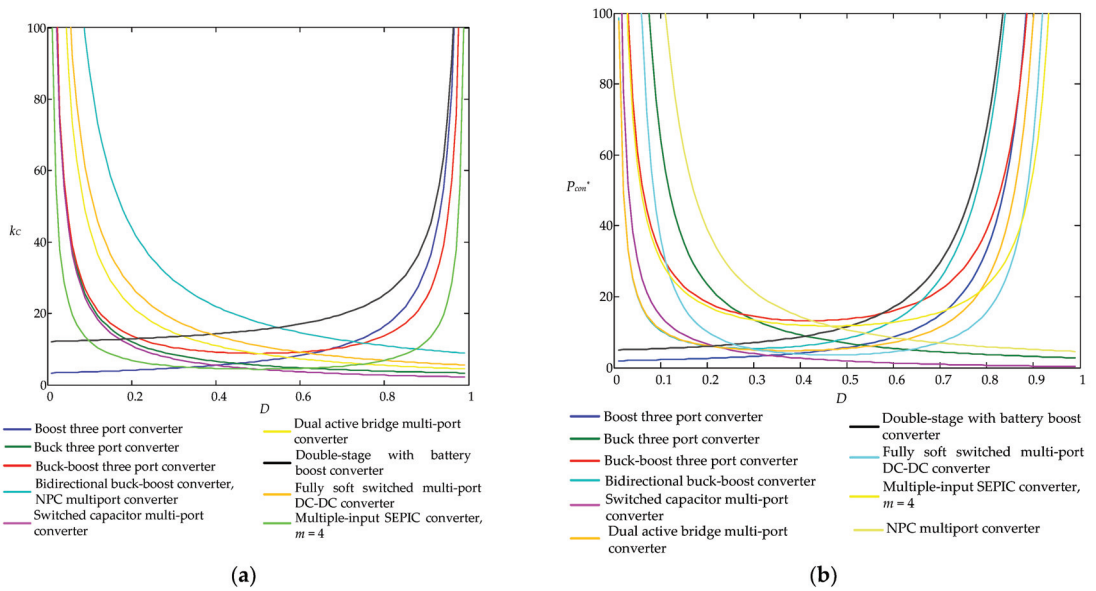 100
80
60
40
20
0
kC
0
0.2
0.4
0.6
0.8
1
D
Boost three port converter
Buck three port converter
Buck-boost three port converter
Bidirectional buck-boost converter,
NPC multiport converter
Switched capacitor multi-port
converter
Dual active bridge multi-port
converter
Double-stage with battery
boost converter
Fully soft switched multi-port
DC-DC converter
Multiple-input SEPIC converter,
m = 4
(a)
100
80
60
40
20
0
Pcon*
0
0.1
0.2
0.3
0.4
0.5
0.6
0.7
0.8
0.9
1
D
Boost three port converter
Buck three port converter
Buck-boost three port converter
Bidirectional buck-boost converter
Switched capacitor multi-port
converter
Dual active bridge multi-port
converter
Double-stage with battery boost
converter
Fully soft switched multi-port
DC-DC converter
Multiple-input SEPIC converter,
m = 4
NPC multiport converter
(b)